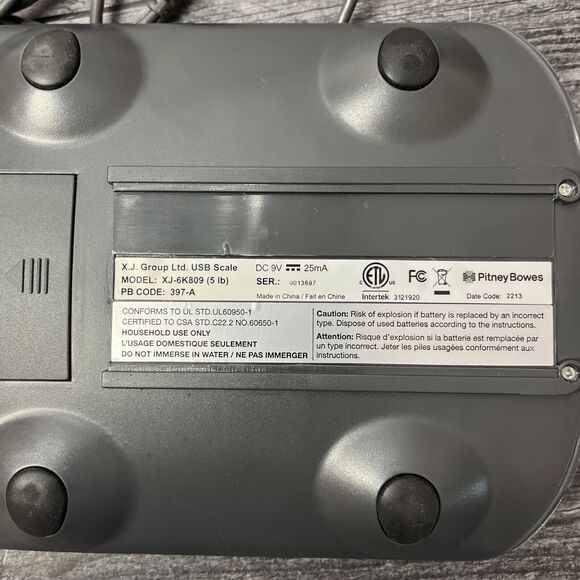 X.J. Group Ltd. USB Scale
MODEL: XJ-6K809 (5 lb)
PB CODE: 397-A
DC 9V 25mA
SER.: 0013697
Made in China / Fait en Chine
ETL
c us
Intertek 3121920
FC
PitneyBowes
Date Code: 2213
CONFORMS TO UL STD.UL60950-1
CERTIFIED TO CSA STD.C22.2 NO.60650-1
HOUSEHOLD USE ONLY
L'USAGE DOMESTIQUE SEULEMENT
DO NOT IMMERSE IN WATER / NE PAS IMMERGER
Caution: Risk of explosion if battery is replaced by an incorrect
type. Dispose of used batteries according to the instructions.
Attention: Risque d'explosion si la batterie est remplacée par
un type incorrect. Jeter les piles usagées conformément aux
instructions.